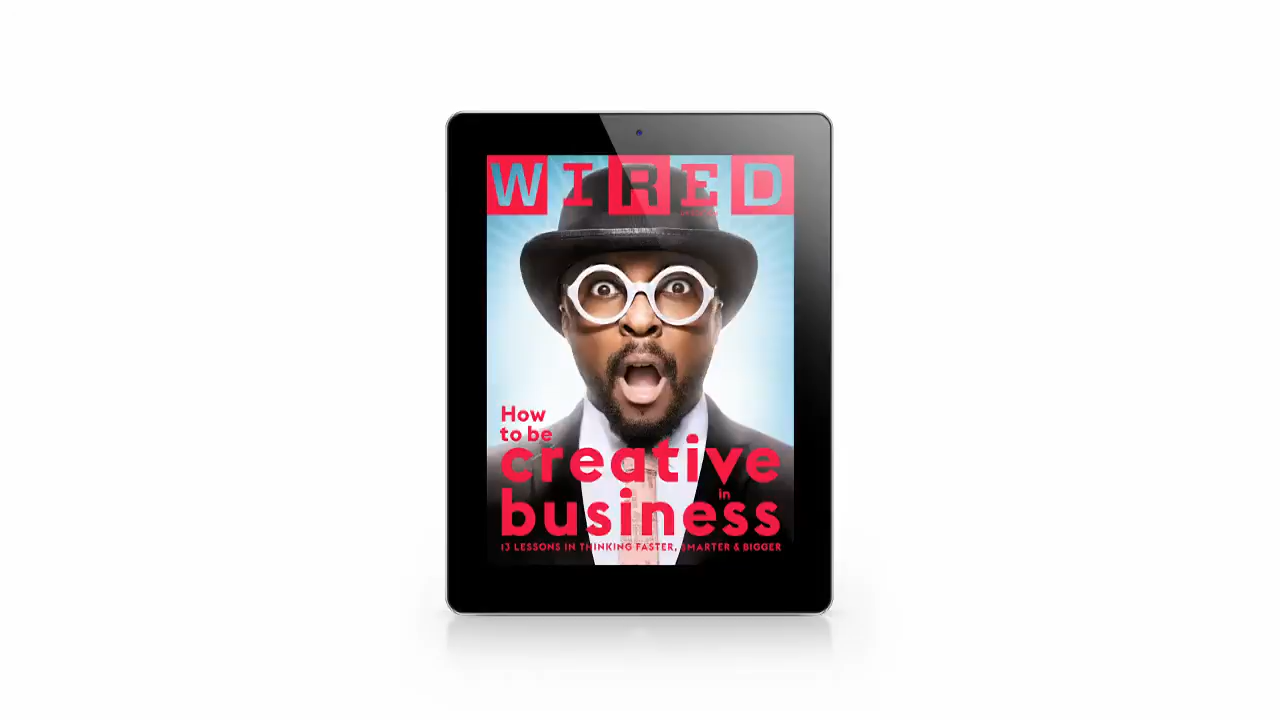 WIRED
How
to be
creative
in
business
13 LESSONS IN THINKING FASTER, SMARTER & BIGGER